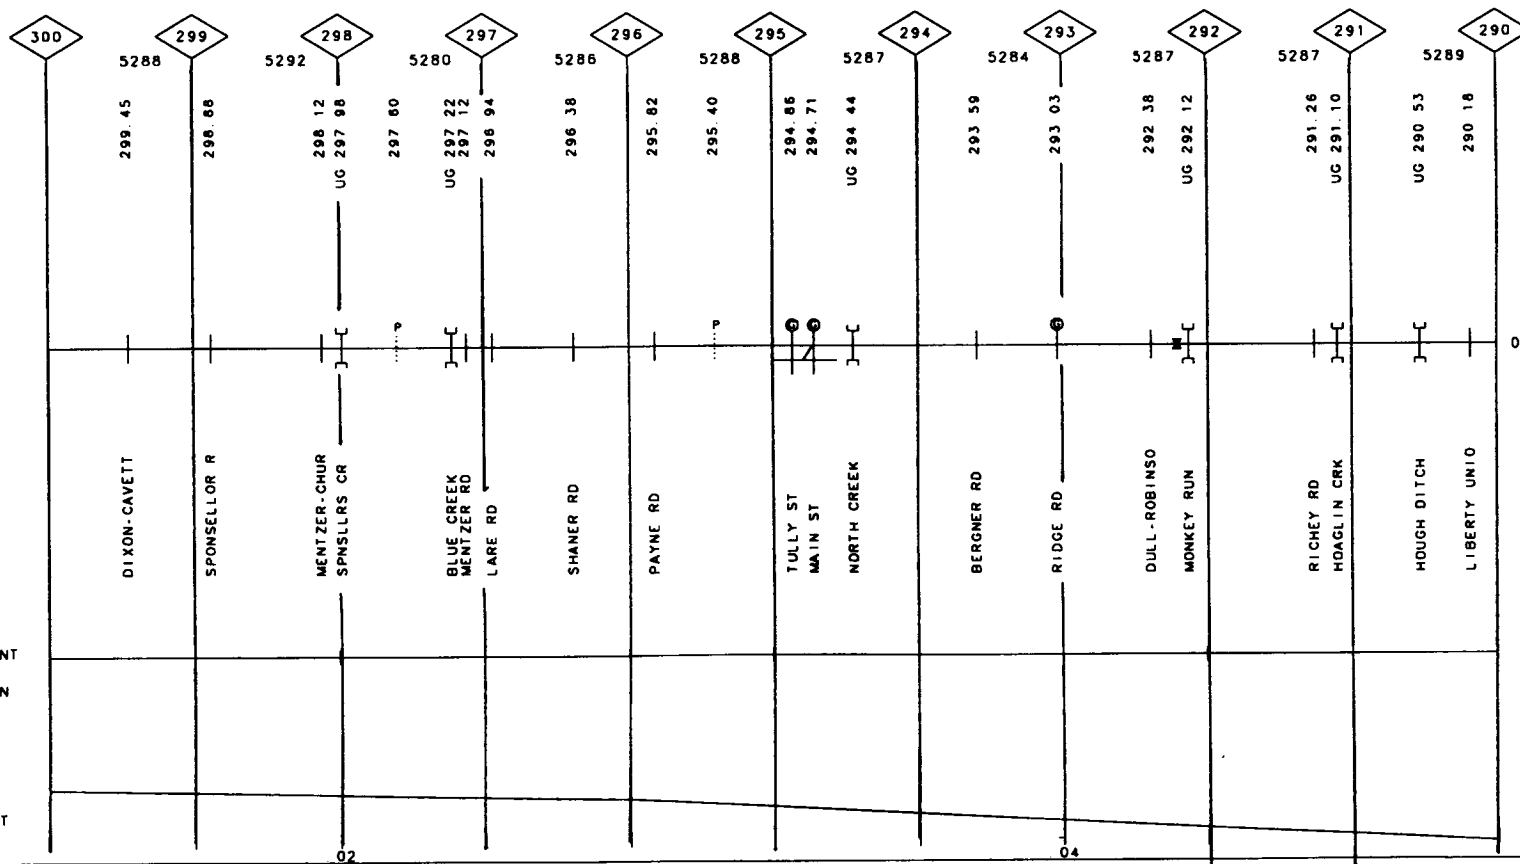 300 299 298 297 296 295 294 293 292 291 290
5288 5292 5280 5286 5288 5287 5284 5287 5287 5289
299.45
298.88
298 12
UG 297 98
297 60
UG 297 22
297 12
296 94
296 38
295.82
295.40
294.86
294.71
UG 294 44
293 59
293 03
292 38
UG 292 12
291.26
UG 291.10
UG 290 53
290 18
P P
G G G
0
DIXON-CAVETT
SPONSELLOR R
MENTZER-CHUR
SPNSLLRS CR
BLUE CREEK
MENTZER RD
LARE RD
SHANER RD
PAYNE RD
TULLY ST
MAIN ST
NORTH CREEK
BERGNER RD
RIDGE RD
DULL-ROBINSO
MONKEY RUN
RICHEY RD
HOAGLIN CRK
HOUGH DITCH
LIBERTY UNIO
NT
N
T
02 04